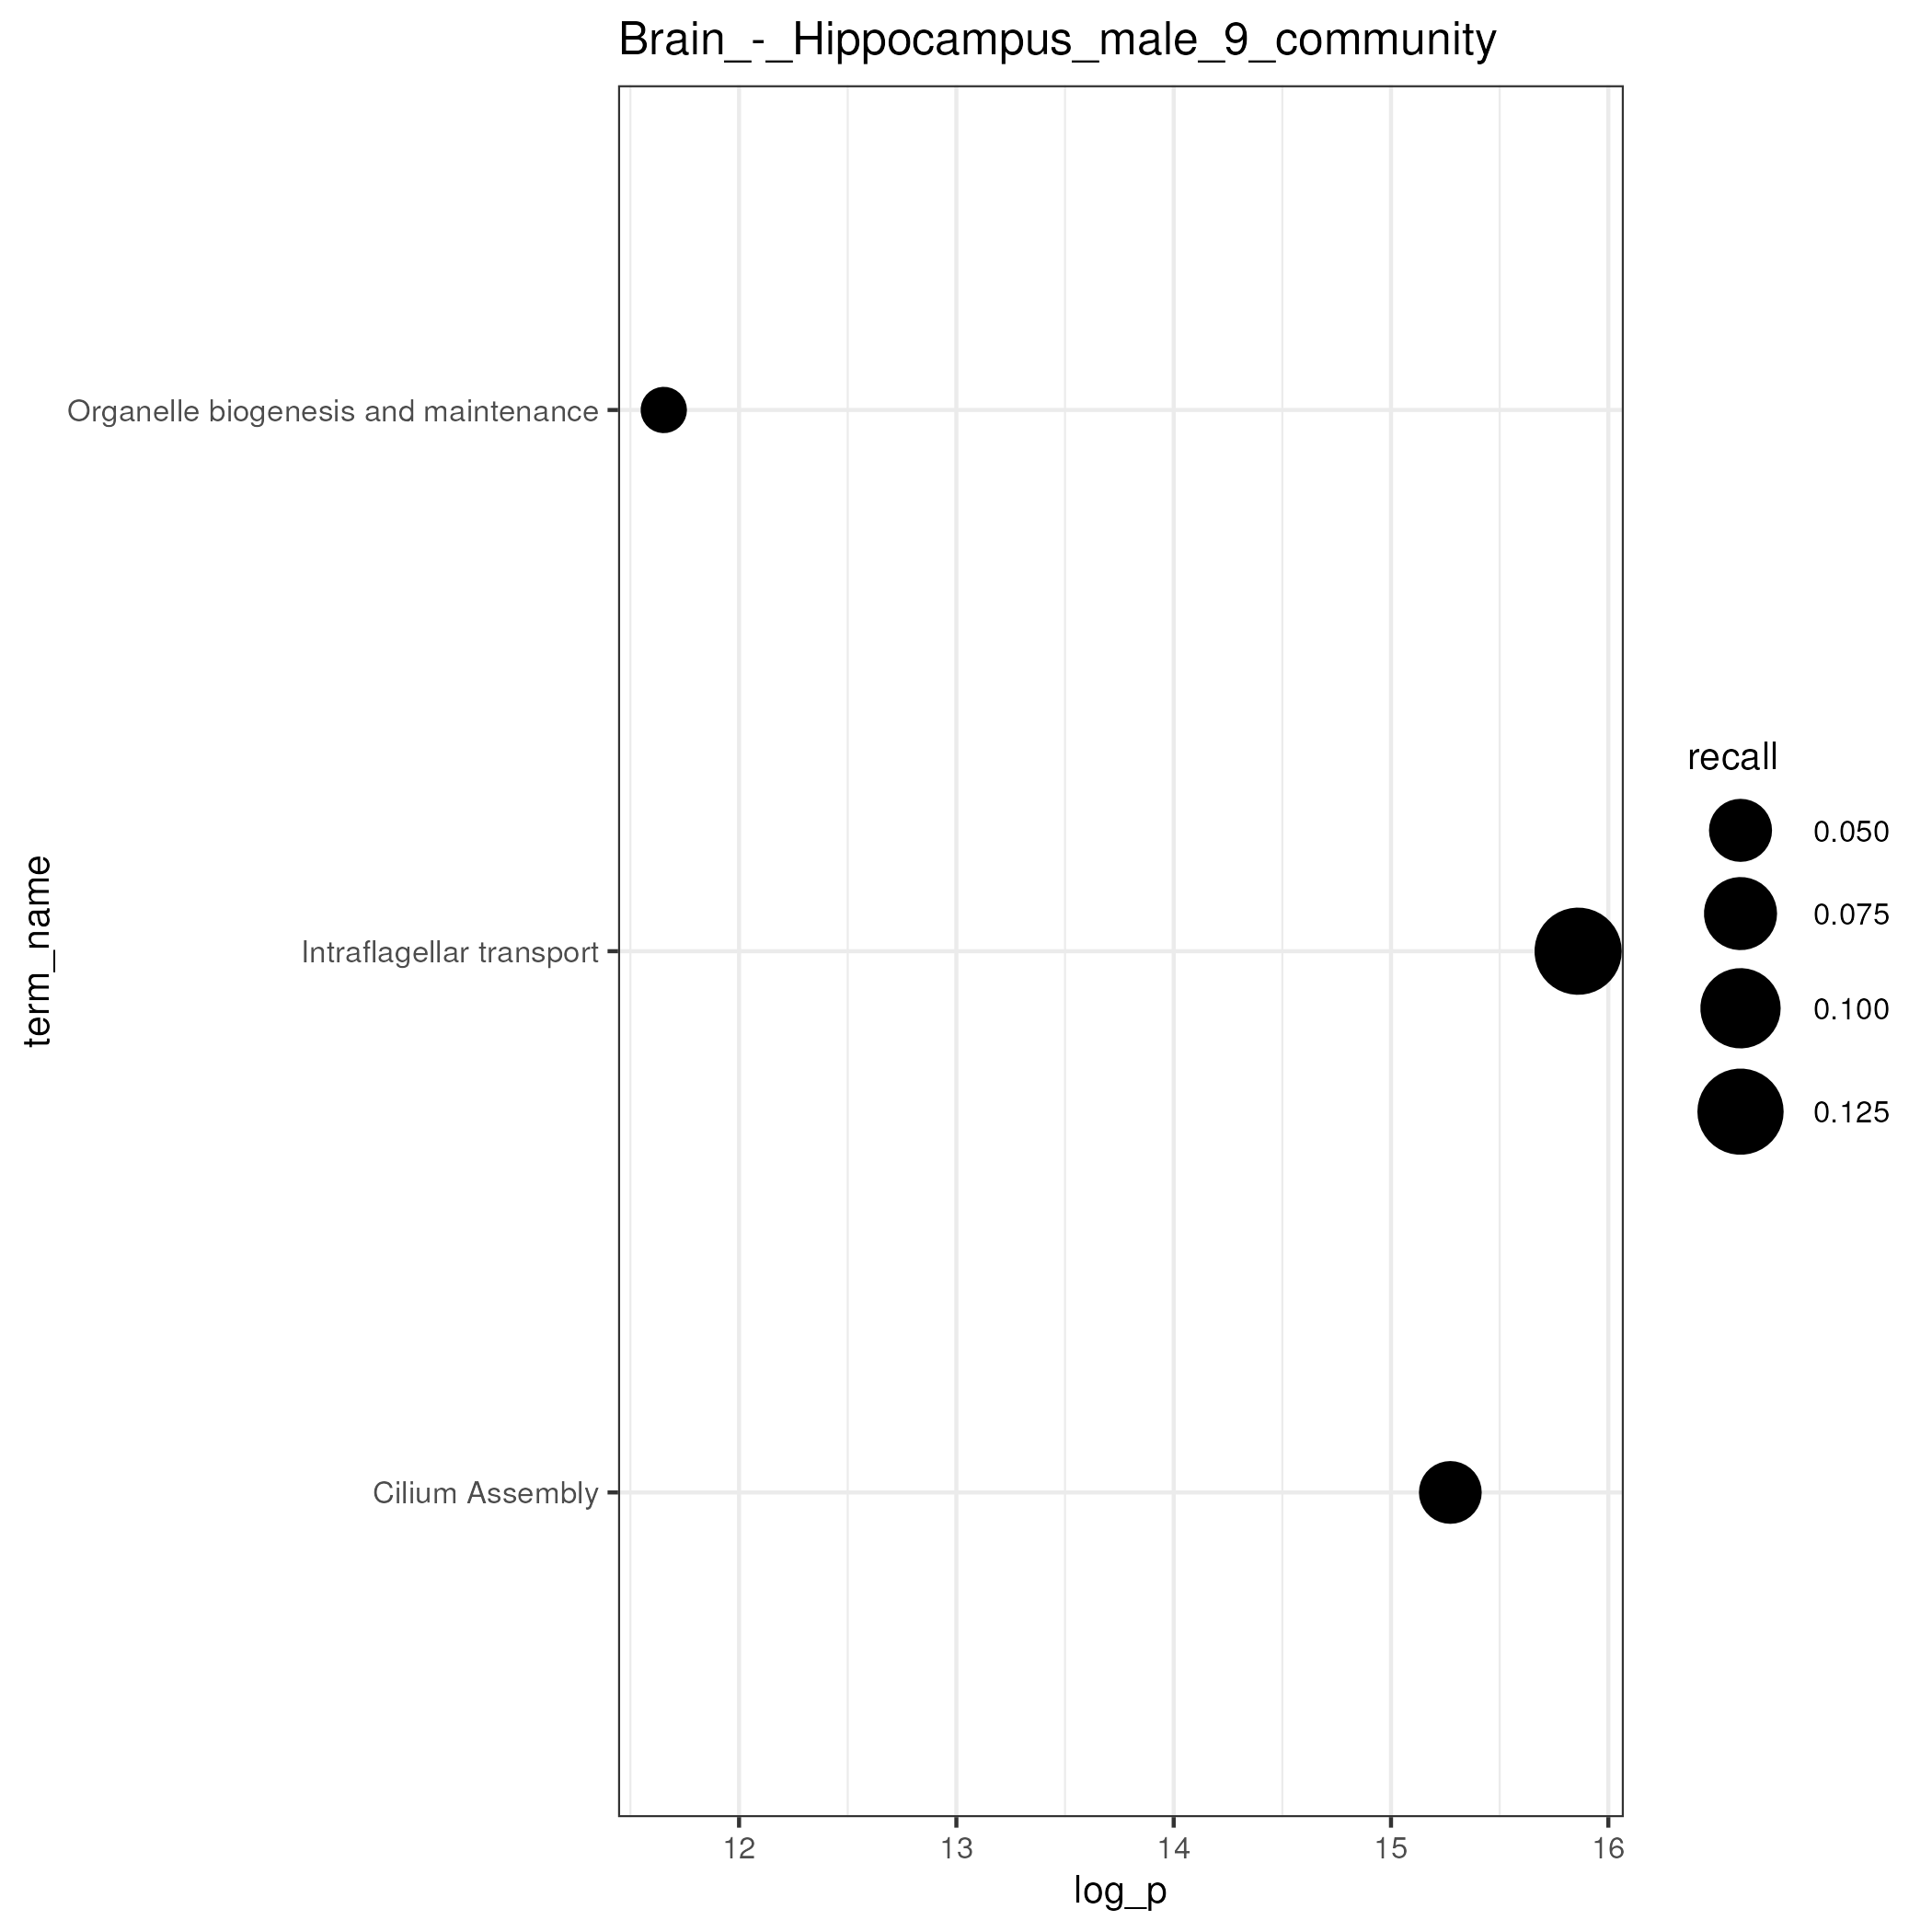 Brain_-_Hippocampus_male_9_community
Organelle biogenesis and maintenance
Intraflagellar transport
Cilium Assembly
term_name
12 13 14 15 16
log_p
recall
0.050
0.075
0.100
0.125